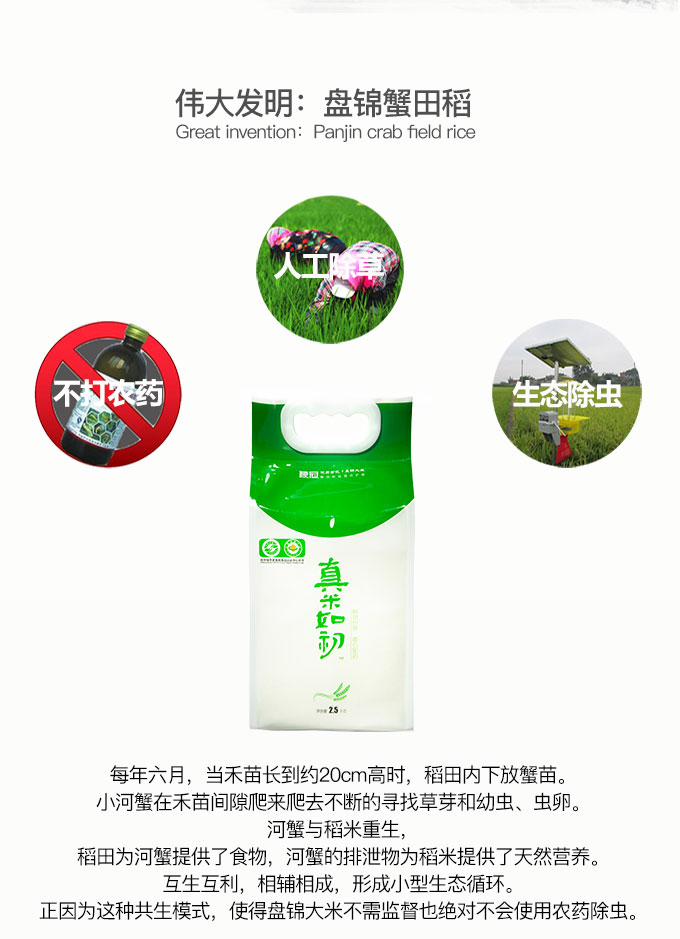 伟大发明：盘锦蟹田稻
Great invention：Panjin crab field rice
人工除草
不打农药
生态除虫
真米如初
净含量 2.5
每年六月，当禾苗长到约20cm高时，稻田内下放蟹苗。
小河蟹在禾苗间隙爬来爬去不断的寻找草芽和幼虫、虫卵。
河蟹与稻米重生，
稻田为河蟹提供了食物，河蟹的排泄物为稻米提供了天然营养。
互生互利，相辅相成，形成小型生态循环。
正因为这种共生模式，使得盘锦大米不需监督也绝对不会使用农药除虫。